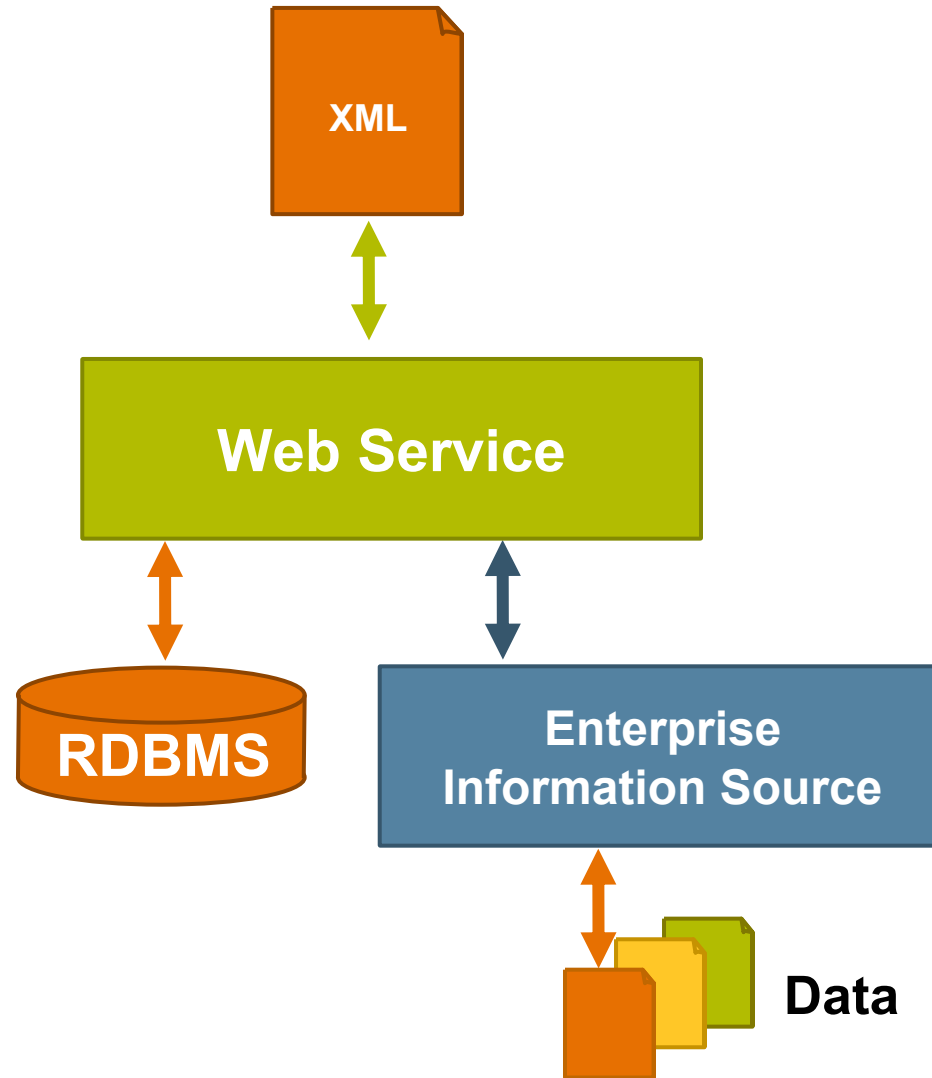 XML
Web Service
RDBMS
Enterprise
Information Source
Data